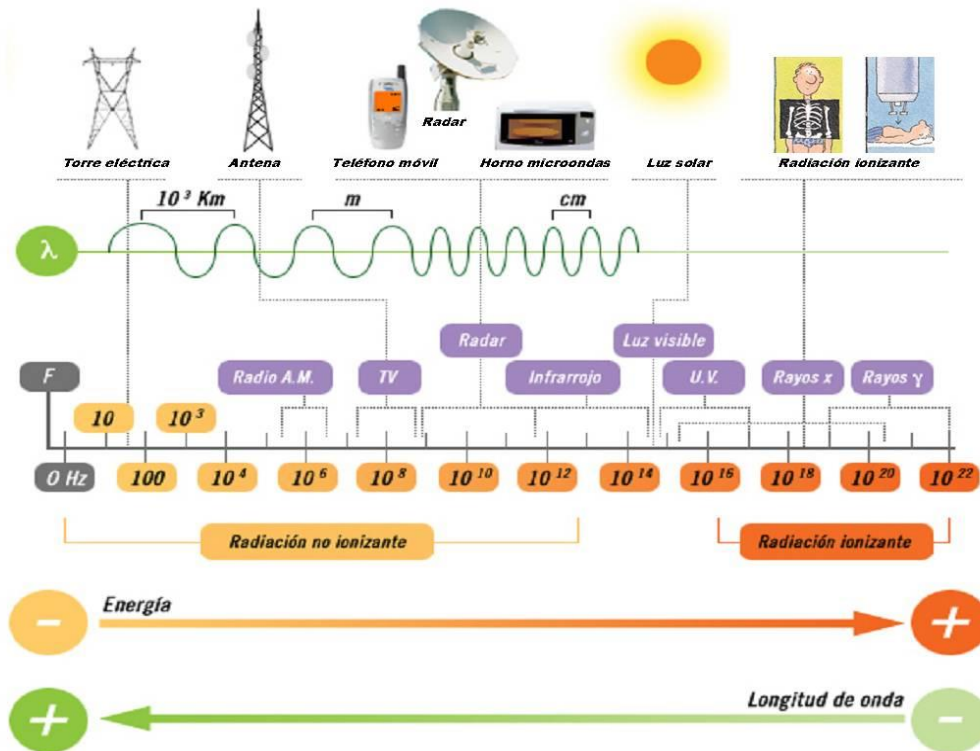 Radar
Torre eléctrica
Antena
Teléfono móvil
Horno microondas
Luz solar
Radiación ionizante
10³ Km
m
cm
λ
Radar
Luz visible
F
Radio A.M.
TV
Infrarrojo
U.V.
Rayos x
Rayos γ
10
10³
0 Hz
100
10⁴
10⁶
10⁸
10¹⁰
10¹²
10¹⁴
10¹⁶
10¹⁸
10²⁰
10²²
Radiación no ionizante
Radiación ionizante
Energía
−
+
Longitud de onda
+
−